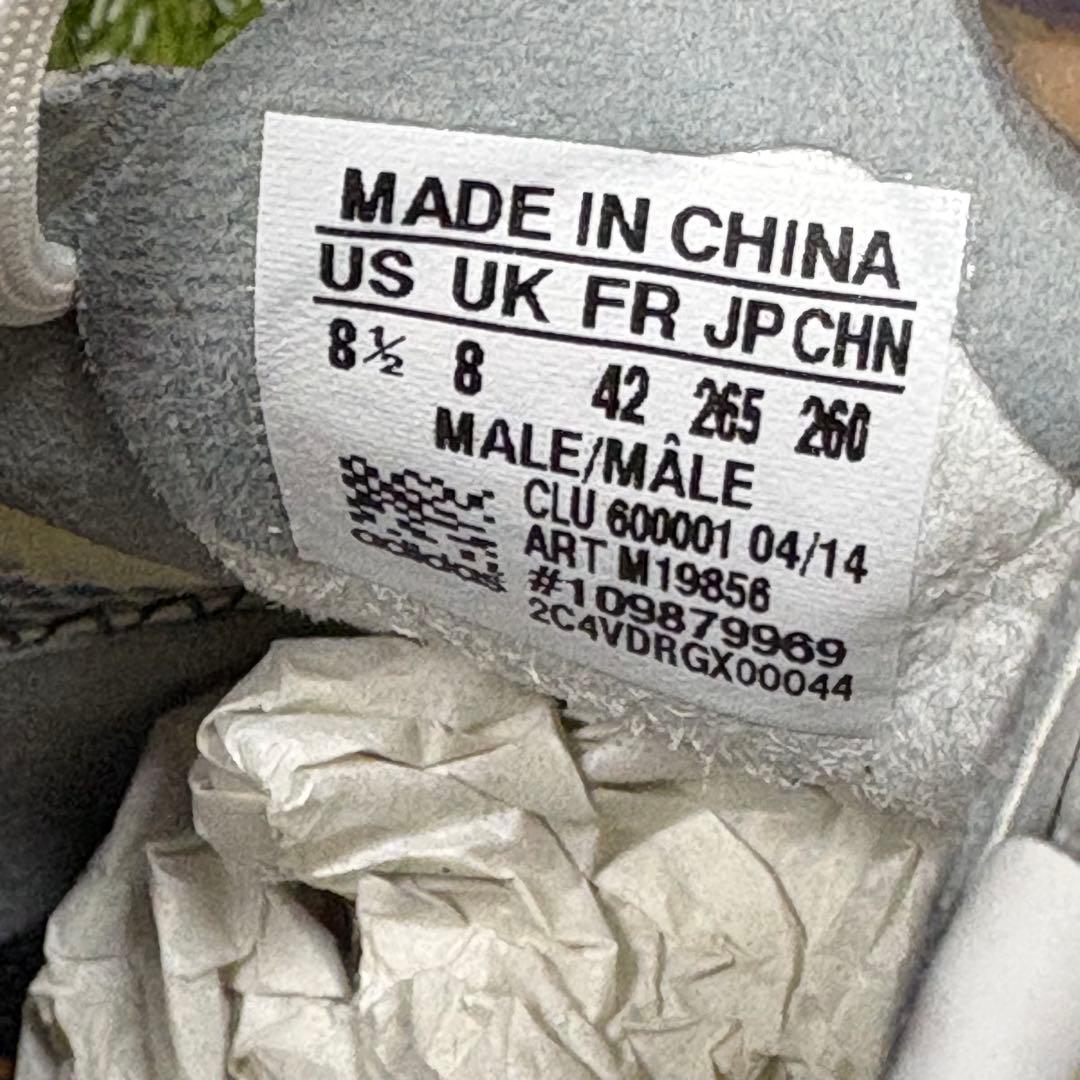 MADE IN CHINA
US UK FR JP CHN
8½ 8 42 265 260
MALE/MÂLE
CLU 600001 04/14
ART M19856
#109879969
2C4VDRGX00044
adidas